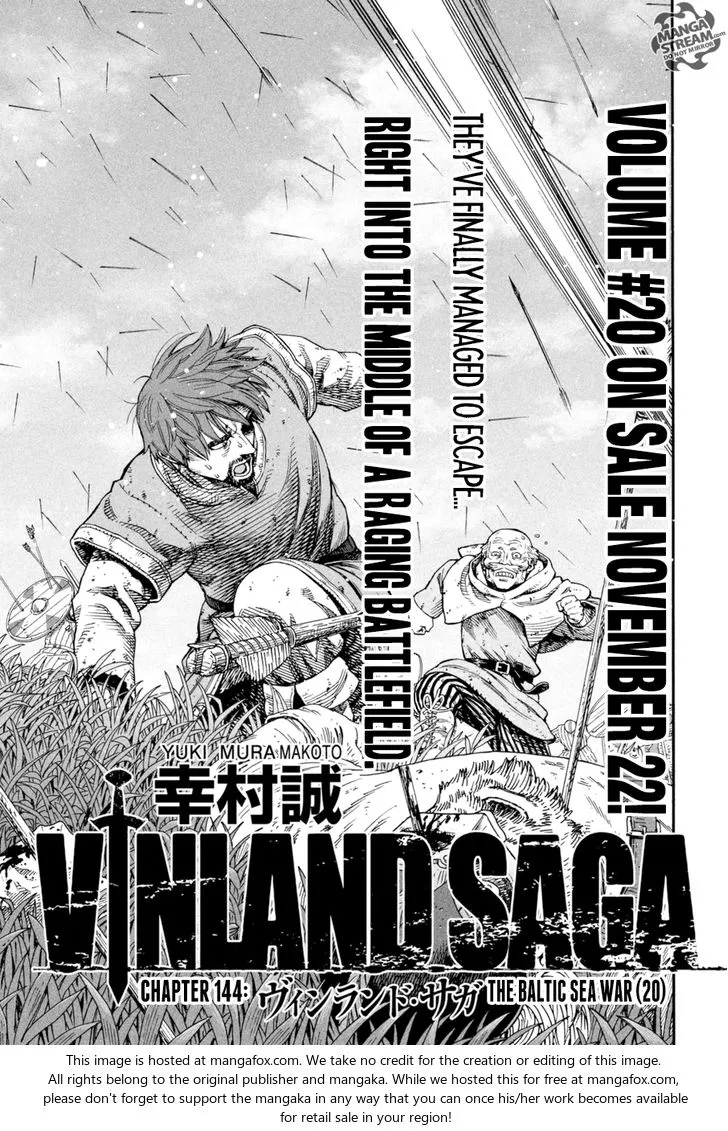 MANGA
STREAM.com
DO NOT MIRROR
VOLUME #20 ON SALE NOVEMBER 22!
THEY'VE FINALLY MANAGED TO ESCAPE...
RIGHT INTO THE MIDDLE OF A RAGING BATTLEFIELD.
YUKI MURA MAKOTO
幸村誠
VINLAND SAGA
CHAPTER 144: ヴィンランド・サガ THE BALTIC SEA WAR (20)
This image is hosted at mangafox.com. We take no credit for the creation or editing of this image.
All rights belong to the original publisher and mangaka. While we hosted this for free at mangafox.com,
please don't forget to support the mangaka in any way that you can once his/her work becomes available
for retail sale in your region!